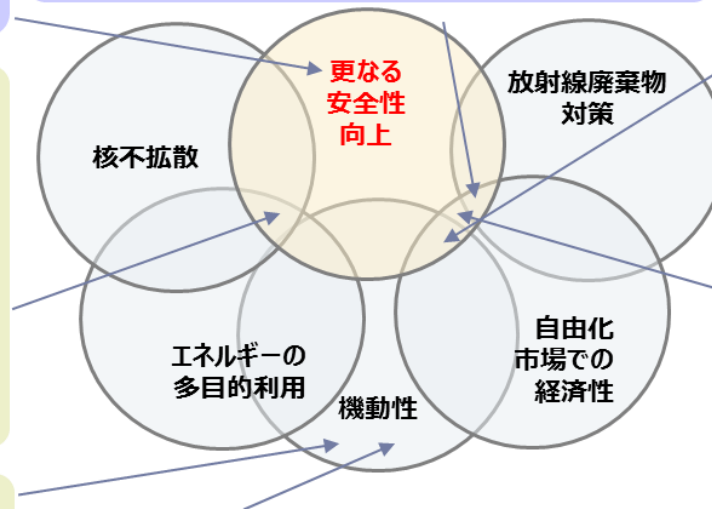 更なる
安全性
向上
放射線廃棄物
対策
核不拡散
エネルギーの
多目的利用
機動性
自由化
市場での
経済性